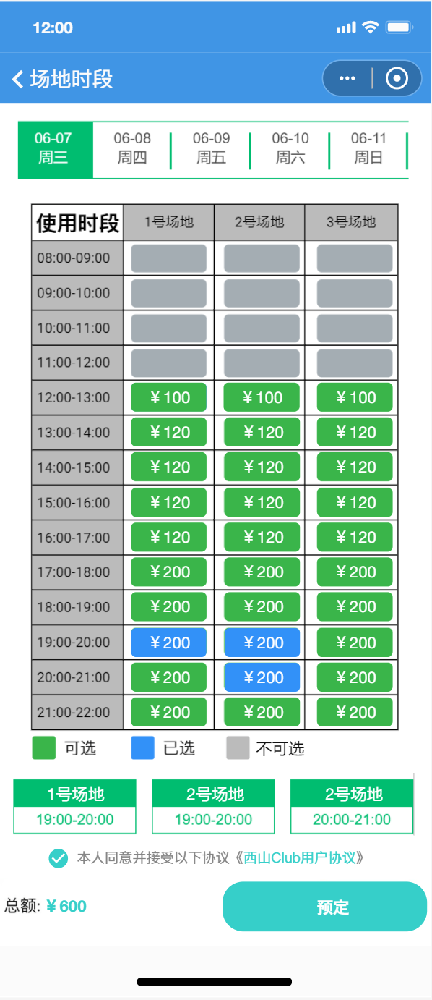 12:00
场地时段
06-07 06-08 06-09 06-10 06-11
周三 周四 周五 周六 周日
使用时段 1号场地 2号场地 3号场地
08:00-09:00
09:00-10:00
10:00-11:00
11:00-12:00
12:00-13:00 ¥100 ¥100 ¥100
13:00-14:00 ¥120 ¥120 ¥120
14:00-15:00 ¥120 ¥120 ¥120
15:00-16:00 ¥120 ¥120 ¥120
16:00-17:00 ¥120 ¥120 ¥120
17:00-18:00 ¥200 ¥200 ¥200
18:00-19:00 ¥200 ¥200 ¥200
19:00-20:00 ¥200 ¥200 ¥200
20:00-21:00 ¥200 ¥200 ¥200
21:00-22:00 ¥200 ¥200 ¥200
可选 已选 不可选
1号场地 2号场地 2号场地
19:00-20:00 19:00-20:00 20:00-21:00
本人同意并接受以下协议《西山Club用户协议》
总额: ¥600 预定